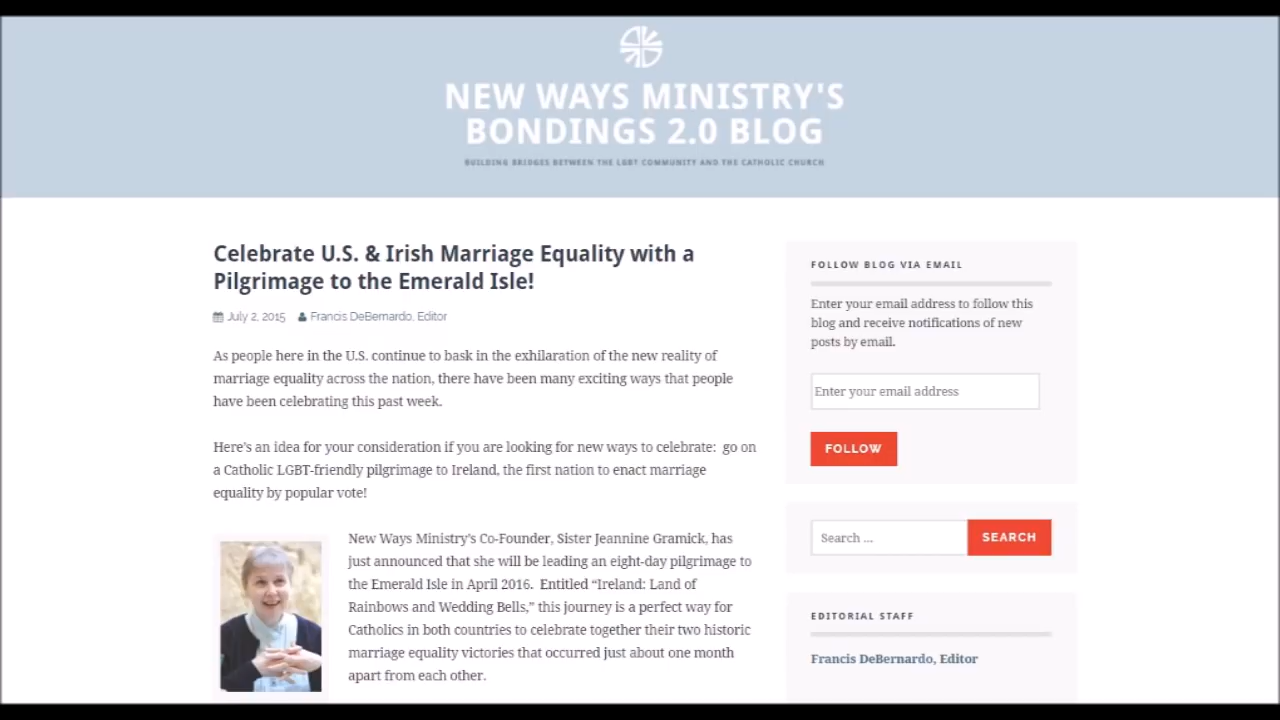 NEW WAYS MINISTRY'S
BONDINGS 2.0 BLOG
BUILDING BRIDGES BETWEEN THE LGBT COMMUNITY AND THE CATHOLIC CHURCH
Celebrate U.S. & Irish Marriage Equality with a
Pilgrimage to the Emerald Isle!
July 2, 2015 Francis DeBernardo, Editor
As people here in the U.S. continue to bask in the exhilaration of the new reality of
marriage equality across the nation, there have been many exciting ways that people
have been celebrating this past week.
Here's an idea for your consideration if you are looking for new ways to celebrate: go on
a Catholic LGBT-friendly pilgrimage to Ireland, the first nation to enact marriage
equality by popular vote!
New Ways Ministry's Co-Founder, Sister Jeannine Gramick, has
just announced that she will be leading an eight-day pilgrimage to
the Emerald Isle in April 2016. Entitled “Ireland: Land of
Rainbows and Wedding Bells,” this journey is a perfect way for
Catholics in both countries to celebrate together their two historic
marriage equality victories that occurred just about one month
apart from each other.
FOLLOW BLOG VIA EMAIL
Enter your email address to follow this
blog and receive notifications of new
posts by email.
Enter your email address
FOLLOW
Search ...
SEARCH
EDITORIAL STAFF
Francis DeBernardo, Editor